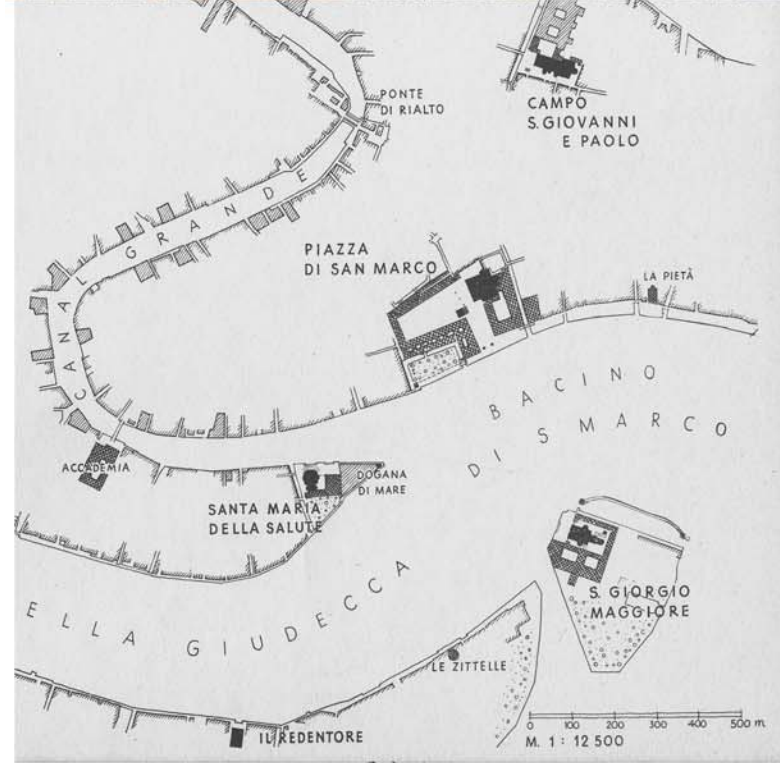 PONTE
DI RIALTO
CAMPO
S. GIOVANNI
E PAOLO
CANAL GRANDE
PIAZZA
DI SAN MARCO
LA PIETÀ
BACINO
DI S MARCO
ACCADEMIA
DOGANA
DI MARE
SANTA MARIA
DELLA SALUTE
S. GIORGIO
MAGGIORE
ELLA GIUDECCA
LE ZITTELLE
IL REDENTORE
0 100 200 300 400 500 m.
M. 1 : 12 500